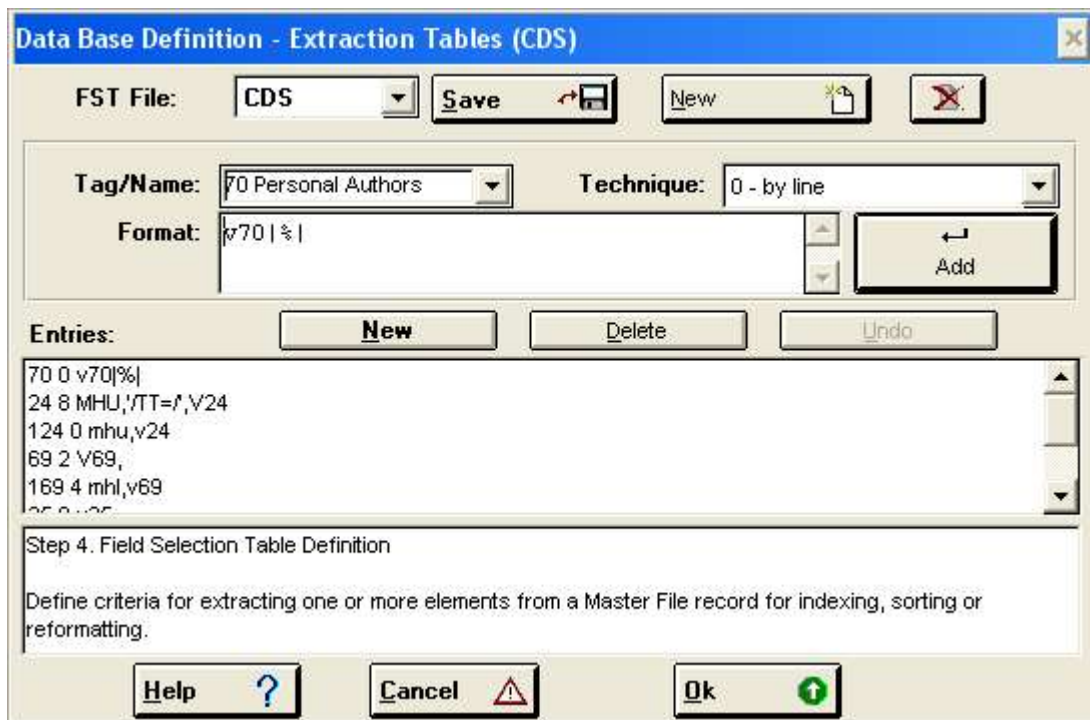 Data Base Definition - Extraction Tables (CDS)
FST File: CDS Save New
Tag/Name: 70 Personal Authors Technique: 0 - by line
Format: v70|%|
Add
Entries: New Delete Undo
70 0 v70|%|
24 8 MHU,'/TT=/',V24
124 0 mhu,v24
69 2 V69,
169 4 mhl,v69
Step 4. Field Selection Table Definition
Define criteria for extracting one or more elements from a Master File record for indexing, sorting or
reformatting.
Help ? Cancel Ok